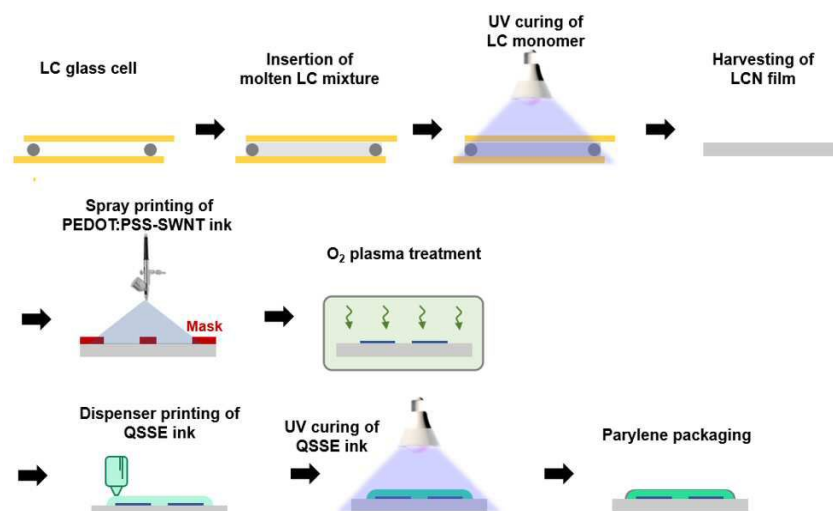 LC glass cell
Insertion of
molten LC mixture
UV curing of
LC monomer
Harvesting of
LCN film
Spray printing of
PEDOT:PSS-SWNT ink
Mask
O₂ plasma treatment
Dispenser printing of
QSSE ink
UV curing of
QSSE ink
Parylene packaging